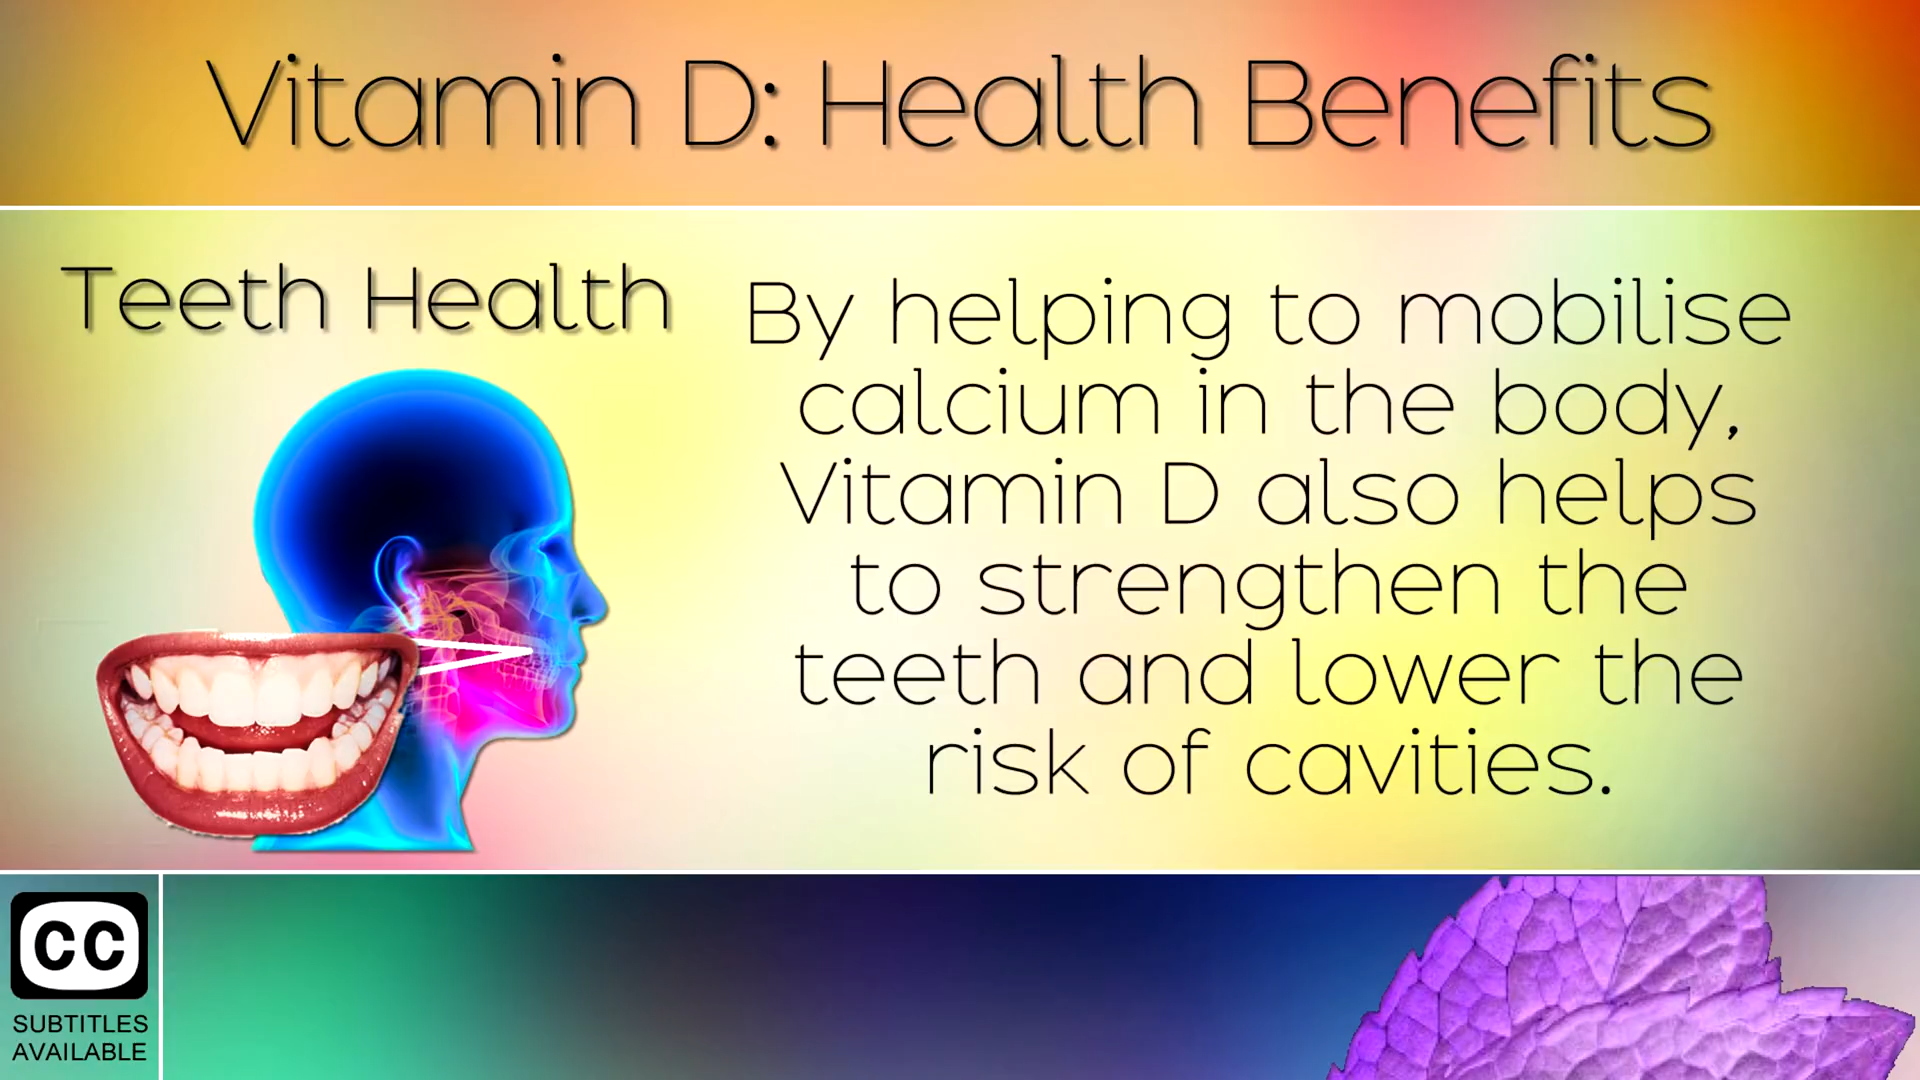 Vitamin D: Health Benefits
Teeth Health
By helping to mobilise
calcium in the body,
Vitamin D also helps
to strengthen the
teeth and lower the
risk of cavities.
CC
SUBTITLES
AVAILABLE